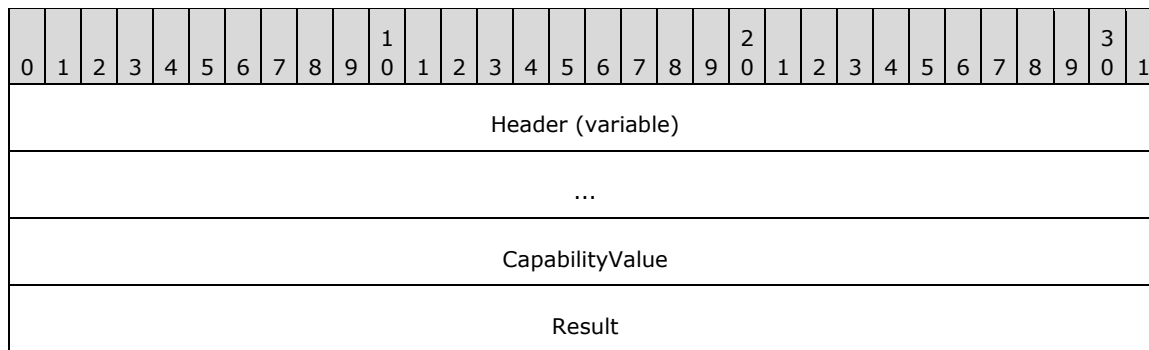 1 2 3
0 1 2 3 4 5 6 7 8 9 0 1 2 3 4 5 6 7 8 9 0 1 2 3 4 5 6 7 8 9 0 1
Header (variable)
...
CapabilityValue
Result